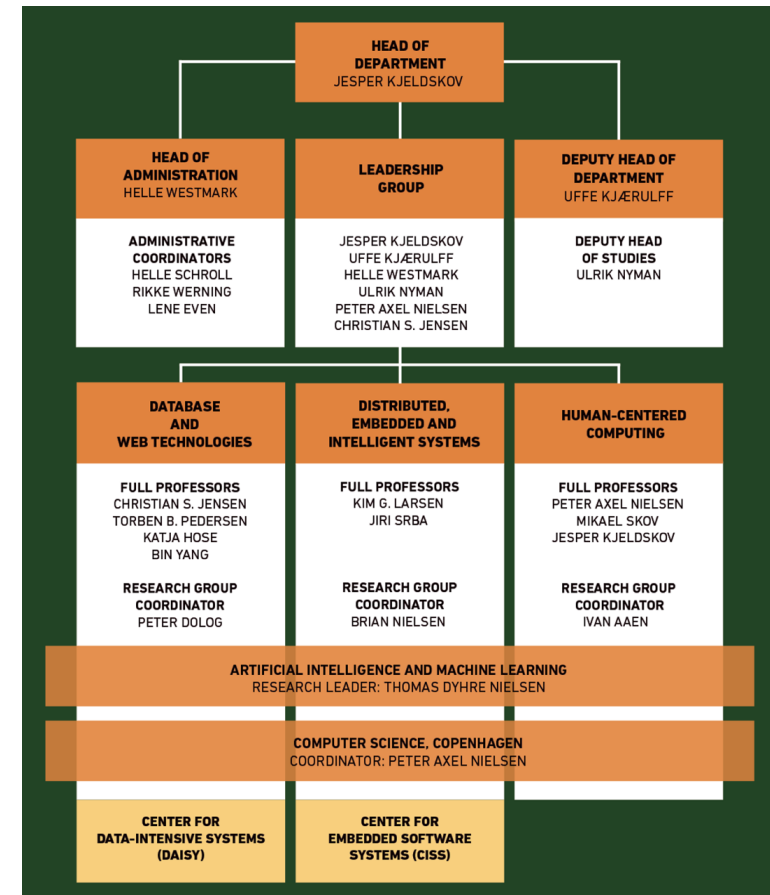 HEAD OF
DEPARTMENT
JESPER KJELDSKOV
HEAD OF
ADMINISTRATION
HELLE WESTMARK
ADMINISTRATIVE
COORDINATORS
HELLE SCHROLL
RIKKE WERNING
LENE EVEN
LEADERSHIP
GROUP
JESPER KJELDSKOV
UFFE KJÆRULFF
HELLE WESTMARK
ULRIK NYMAN
PETER AXEL NIELSEN
CHRISTIAN S. JENSEN
DEPUTY HEAD OF
DEPARTMENT
UFFE KJÆRULFF
DEPUTY HEAD
OF STUDIES
ULRIK NYMAN
DATABASE
AND
WEB TECHNOLOGIES
FULL PROFESSORS
CHRISTIAN S. JENSEN
TORBEN B. PEDERSEN
KATJA HOSE
BIN YANG
RESEARCH GROUP
COORDINATOR
PETER DOLOG
DISTRIBUTED,
EMBEDDED AND
INTELLIGENT SYSTEMS
FULL PROFESSORS
KIM G. LARSEN
JIRI SRBA
RESEARCH GROUP
COORDINATOR
BRIAN NIELSEN
HUMAN-CENTERED
COMPUTING
FULL PROFESSORS
PETER AXEL NIELSEN
MIKAEL SKOV
JESPER KJELDSKOV
RESEARCH GROUP
COORDINATOR
IVAN AAEN
ARTIFICIAL INTELLIGENCE AND MACHINE LEARNING
RESEARCH LEADER: THOMAS DYHRE NIELSEN
COMPUTER SCIENCE, COPENHAGEN
COORDINATOR: PETER AXEL NIELSEN
CENTER FOR
DATA-INTENSIVE SYSTEMS
(DAISY)
CENTER FOR
EMBEDDED SOFTWARE
SYSTEMS (CISS)